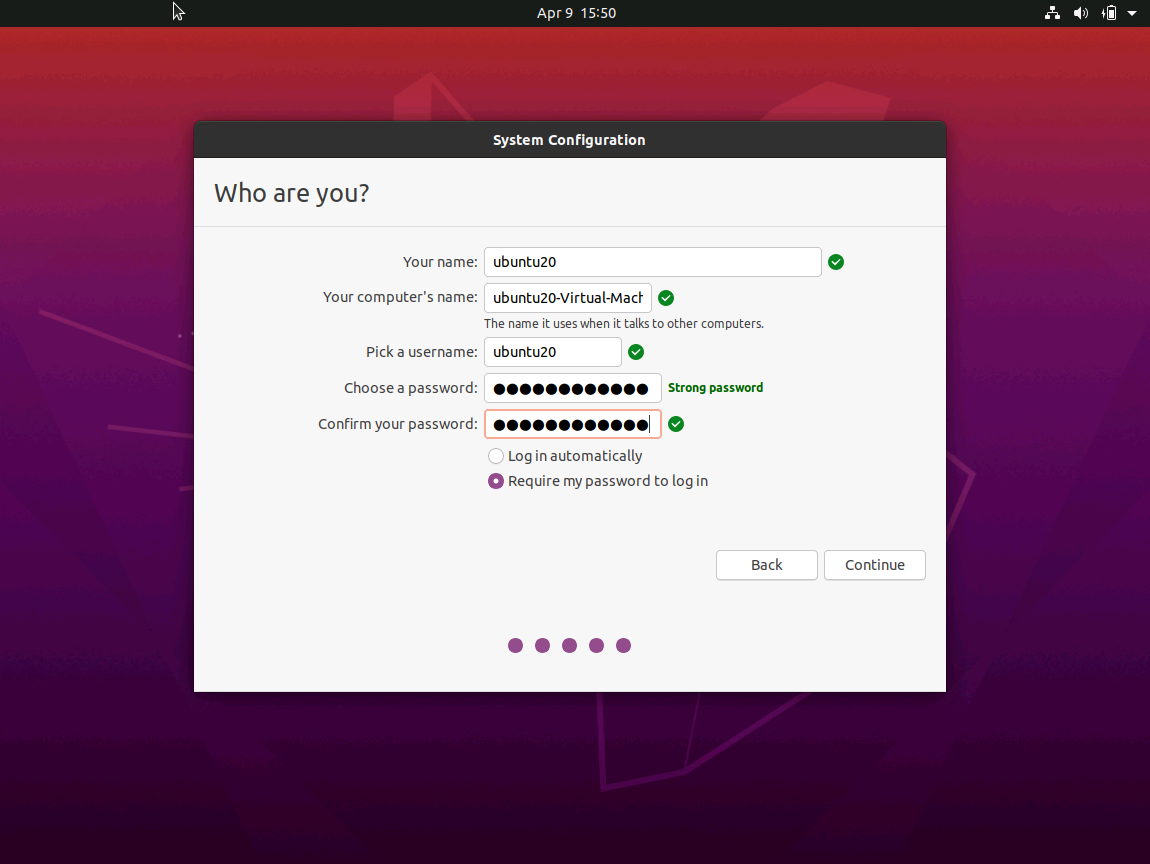 Apr 9 15:50
System Configuration
Who are you?
Your name: ubuntu20
Your computer's name: ubuntu20-Virtual-Mach
The name it uses when it talks to other computers.
Pick a username: ubuntu20
Choose a password: ●●●●●●●●●●●● Strong password
Confirm your password: ●●●●●●●●●●●●
Log in automatically
Require my password to log in
Back Continue